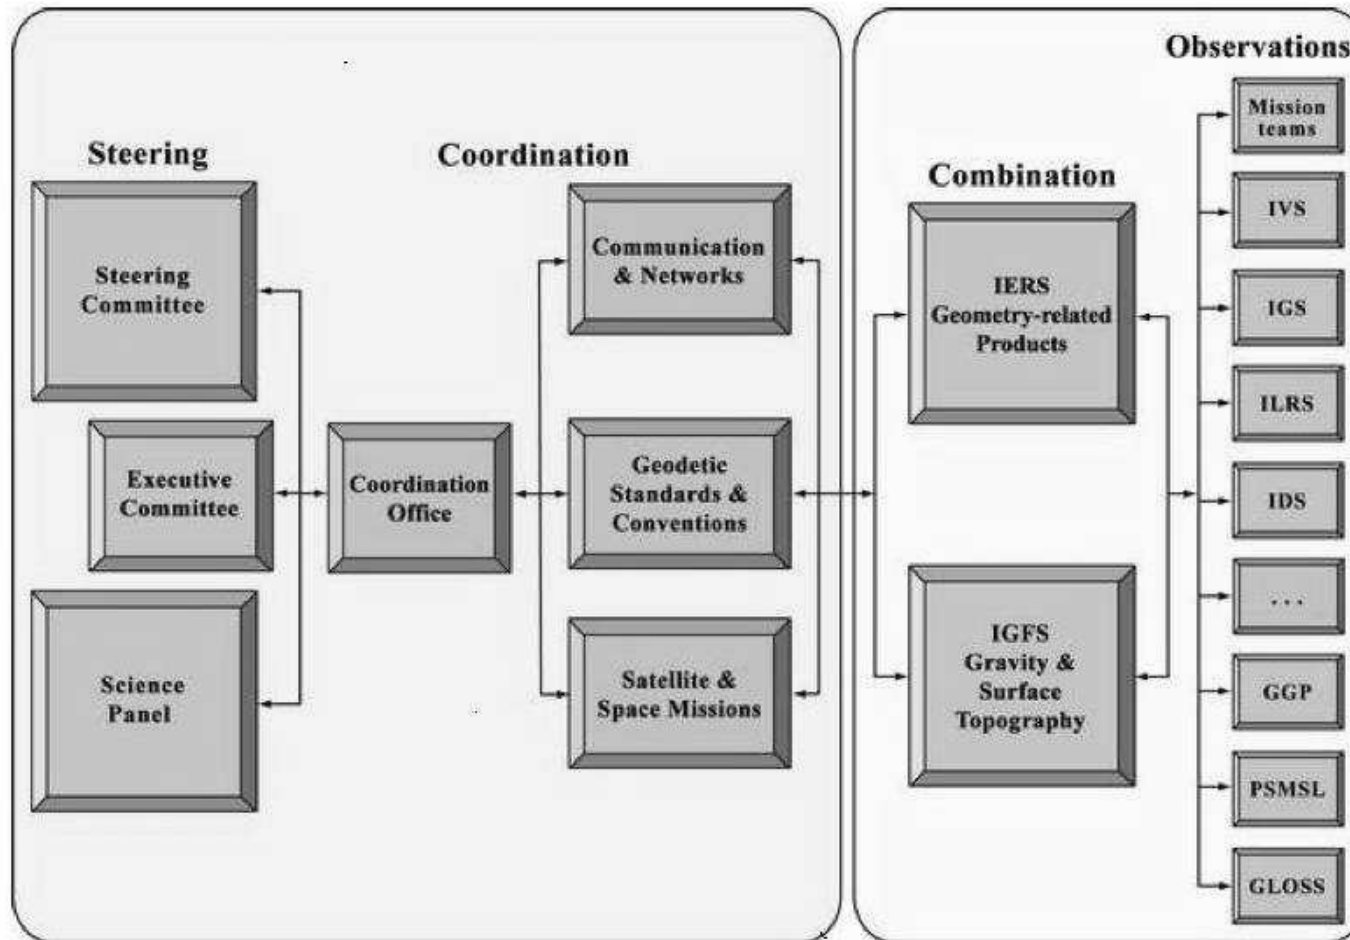 Steering
Steering
Committee
Executive
Committee
Science
Panel
Coordination
Coordination
Office
Communication
& Networks
Geodetic
Standards &
Conventions
Satellite &
Space Missions
Combination
IERS
Geometry-related
Products
IGFS
Gravity &
Surface
Topography
Observations
Mission
teams
IVS
IGS
ILRS
IDS
...
GGP
PSMSL
GLOSS